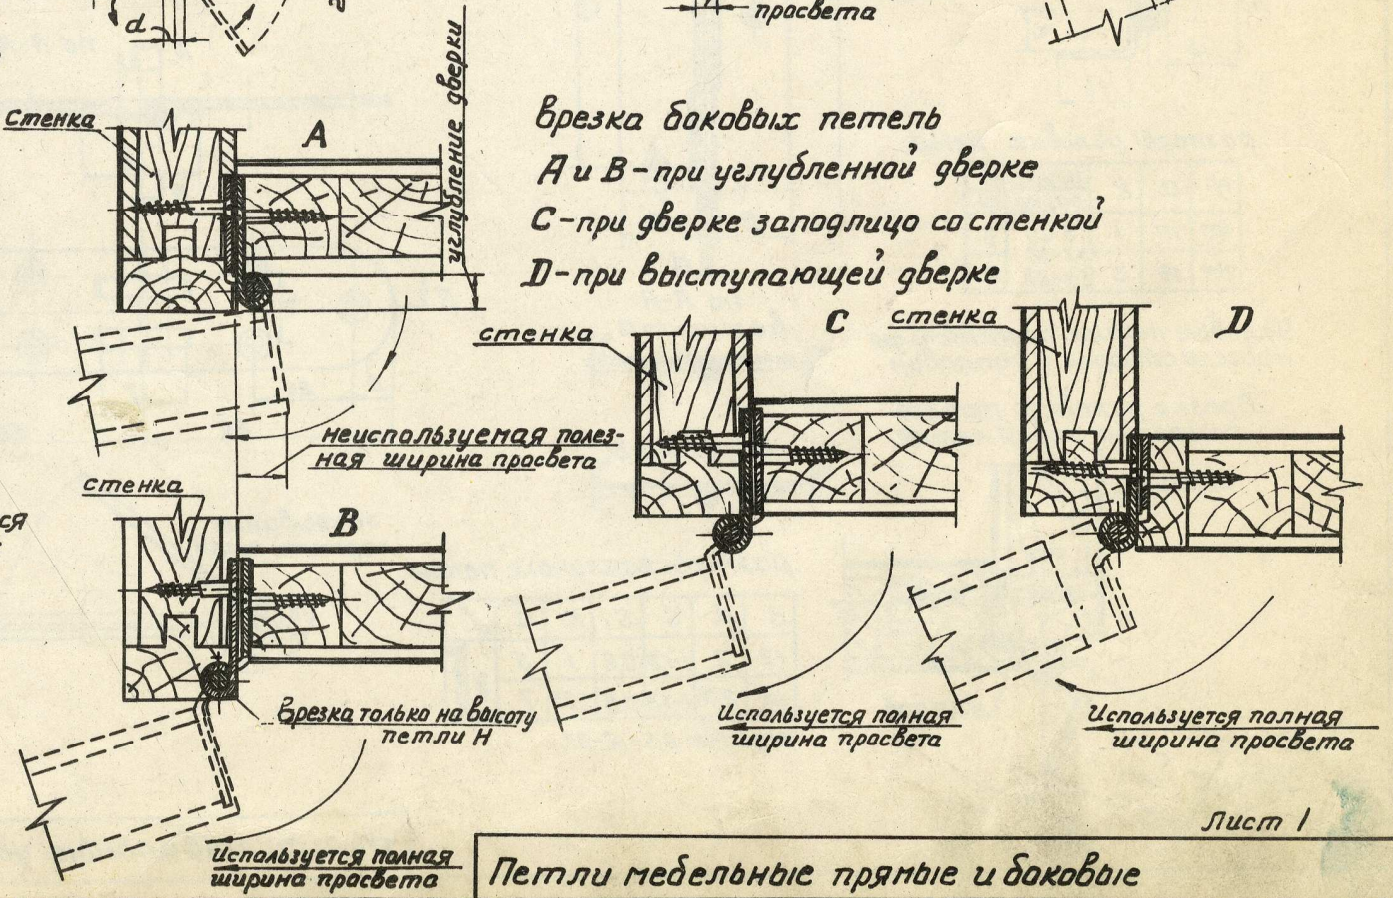 d
просвета
углубление дверки
Стенка
А
Врезка боковых петель
А и В – при углубленной дверке
С – при дверке заподлицо со стенкой
D – при выступающей дверке
стенка
С
стенка
D
неиспользуемая полез-
ная ширина просвета
стенка
В
ся
Врезка только на высоту
петли Н
Используется полная
ширина просвета
Используется полная
ширина просвета
Используется полная
ширина просвета
Лист 1
Петли мебельные прямые и боковые